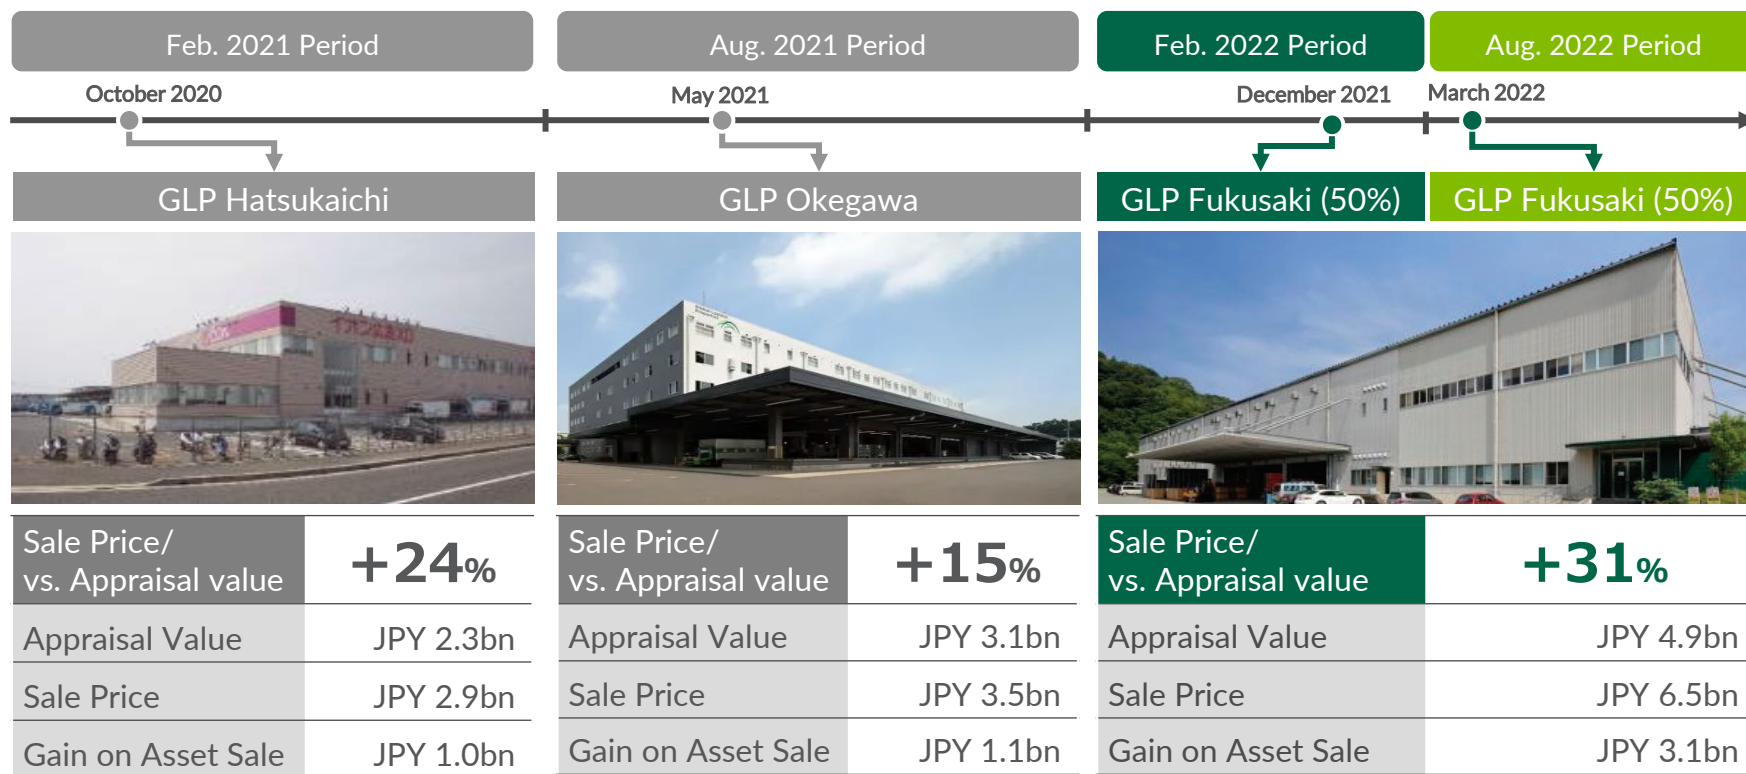 Feb. 2021 Period
Aug. 2021 Period
Feb. 2022 Period
Aug. 2022 Period
October 2020
May 2021
December 2021
March 2022
GLP Hatsukaichi
GLP Okegawa
GLP Fukusaki (50%)
GLP Fukusaki (50%)
Sale Price/
vs. Appraisal value
+24%
Appraisal Value
JPY 2.3bn
Sale Price
JPY 2.9bn
Gain on Asset Sale
JPY 1.0bn
Sale Price/
vs. Appraisal value
+15%
Appraisal Value
JPY 3.1bn
Sale Price
JPY 3.5bn
Gain on Asset Sale
JPY 1.1bn
Sale Price/
vs. Appraisal value
+31%
Appraisal Value
JPY 4.9bn
Sale Price
JPY 6.5bn
Gain on Asset Sale
JPY 3.1bn